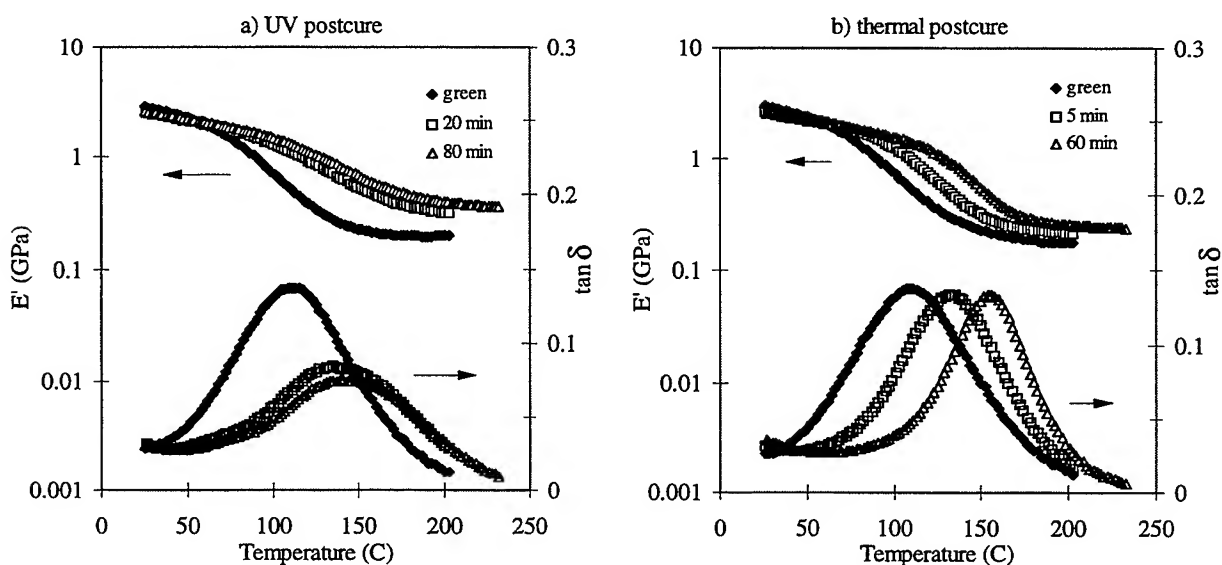 a) UV postcure
10
1
0.1
0.01
0.001
E' (GPa)
0.3
0.2
0.1
0
tan δ
green
20 min
80 min
0 50 100 150 200 250
Temperature (C)
b) thermal postcure
10
1
0.1
0.01
0.001
E' (GPa)
0.3
0.2
0.1
0
tan δ
green
5 min
60 min
0 50 100 150 200 250
Temperature (C)